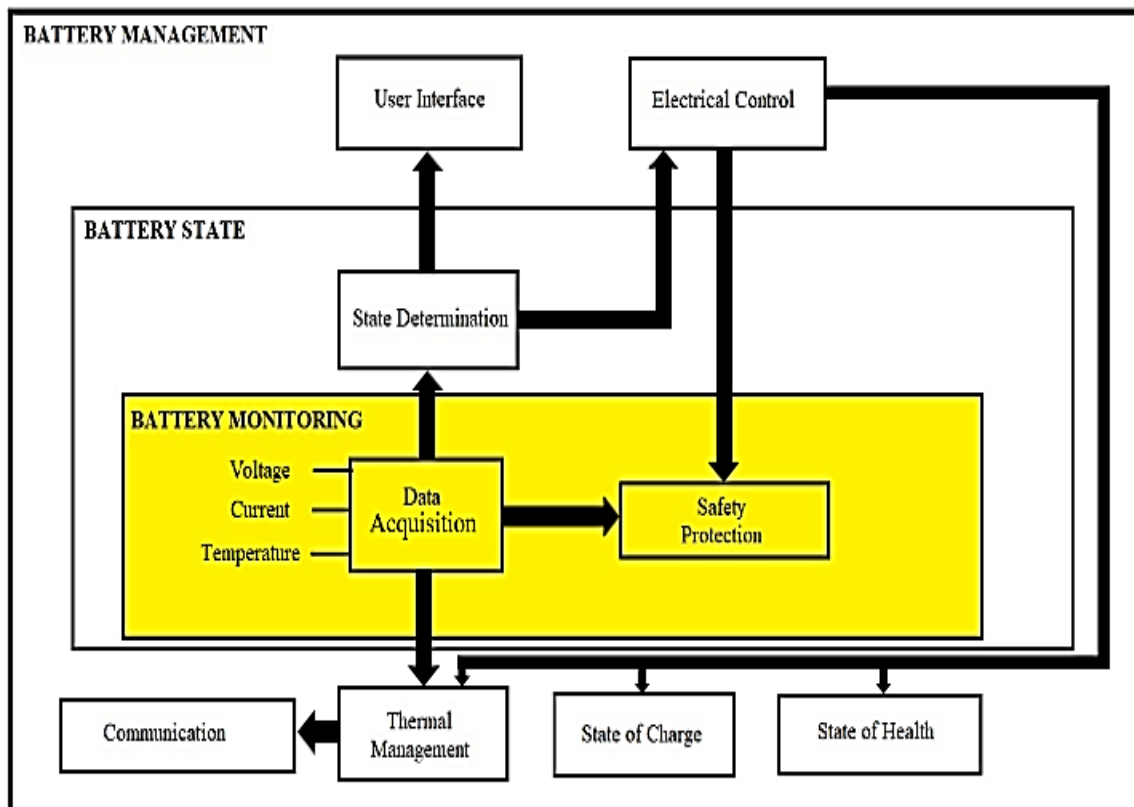 BATTERY MANAGEMENT
User Interface
Electrical Control
BATTERY STATE
State Determination
BATTERY MONITORING
Voltage
Current
Temperature
Data
Acquisition
Safety
Protection
Communication
Thermal
Management
State of Charge
State of Health